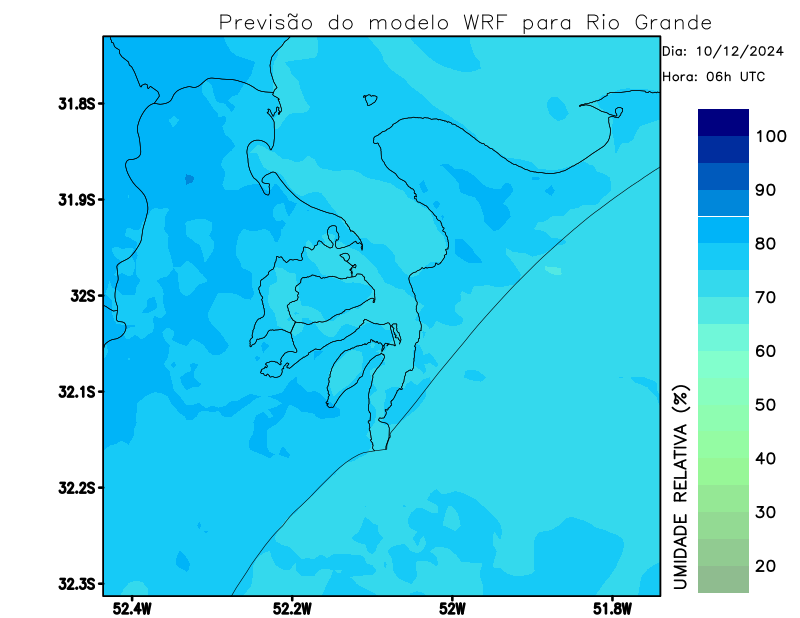 Previsão do modelo WRF para Rio Grande
Dia: 10/12/2024
Hora: 06h UTC
31.8S
31.9S
32S
32.1S
32.2S
32.3S
52.4W
52.2W
52W
51.8W
UMIDADE RELATIVA (%)
100
90
80
70
60
50
40
30
20